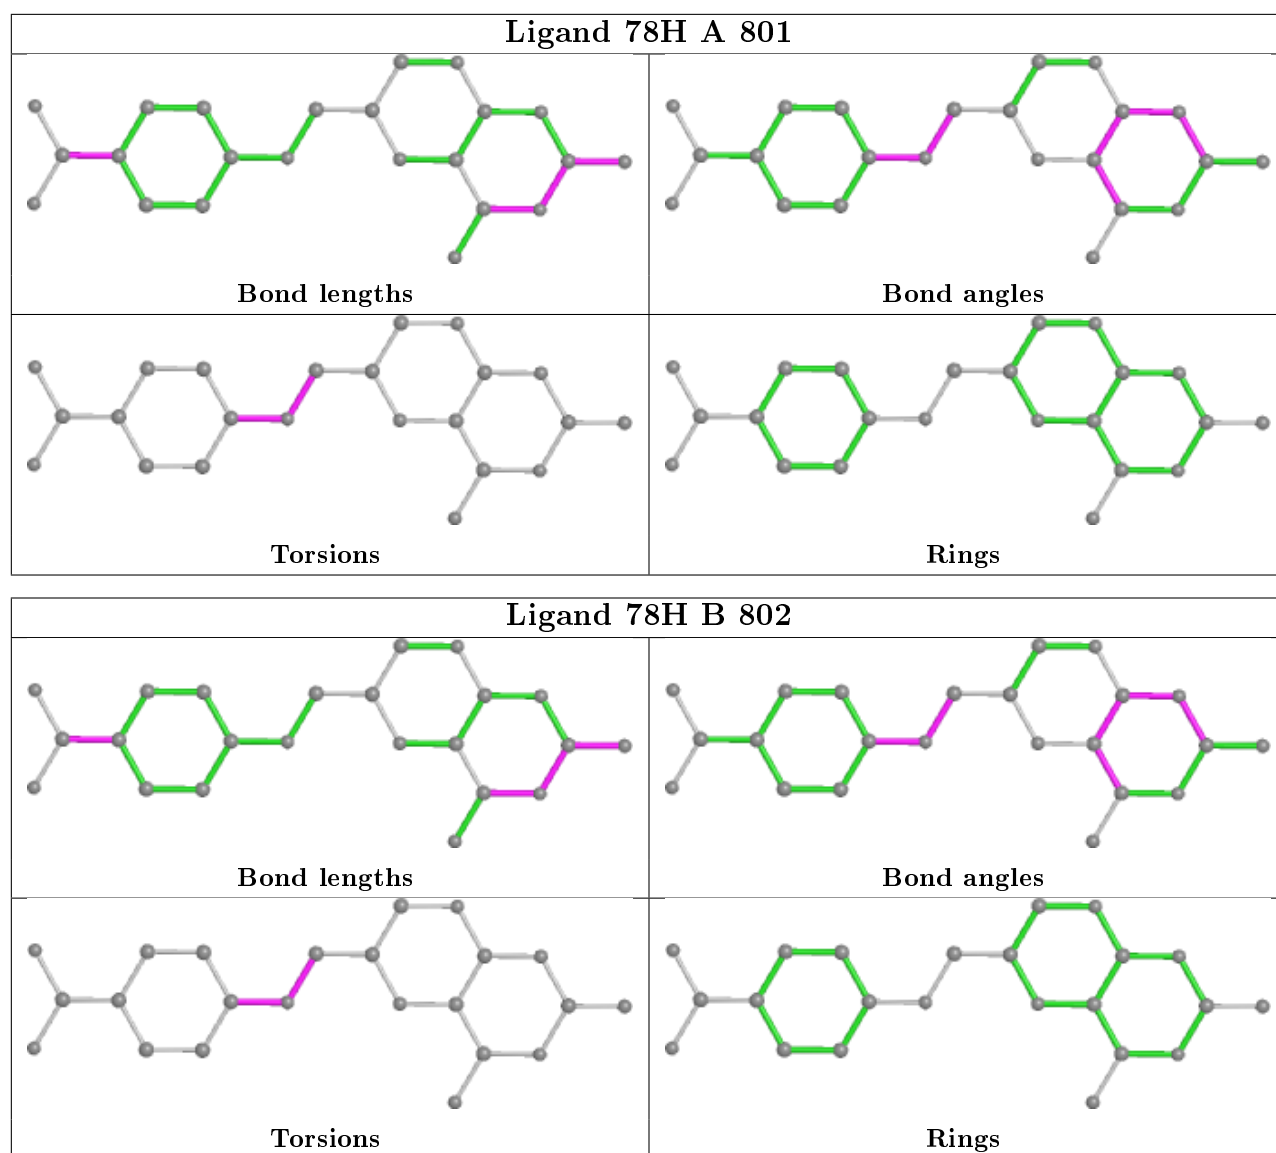 Ligand 78H A 801
Bond lengths
Bond angles
Torsions
Rings
Ligand 78H B 802
Bond lengths
Bond angles
Torsions
Rings